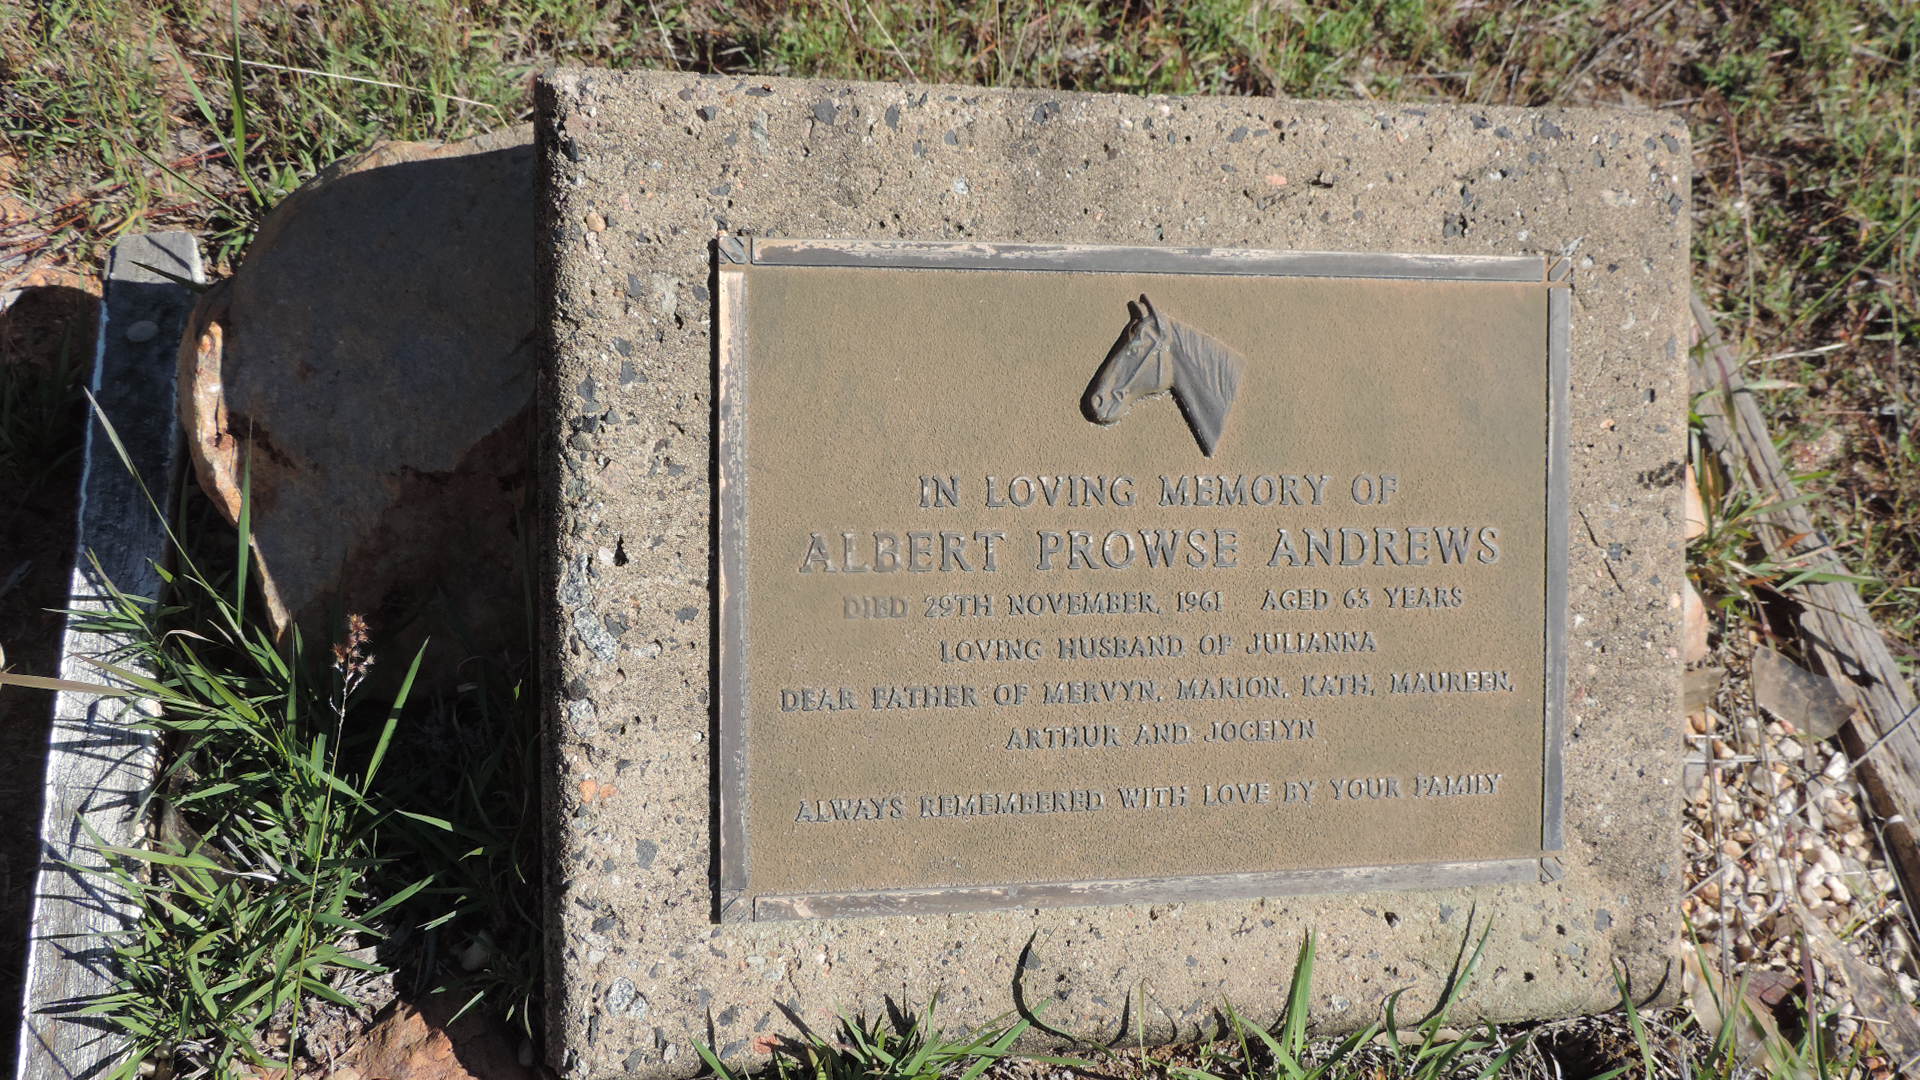 IN LOVING MEMORY OF
ALBERT PROWSE ANDREWS
DIED 29TH NOVEMBER, 1961 AGED 63 YEARS
LOVING HUSBAND OF JULIANNA
DEAR FATHER OF MERVYN, MARION, KATH, MAUREEN,
ARTHUR AND JOCELYN
ALWAYS REMEMBERED WITH LOVE BY YOUR FAMILY